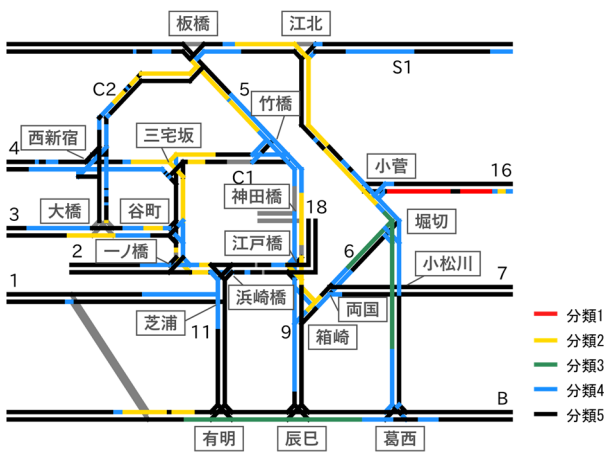 板橋
江北
S1
C2
5
竹橋
西新宿
三宅坂
4
小菅
16
C1
神田橋
大橋
谷町
18
堀切
3
江戸橋
6
一ノ橋
2
小松川
1
7
浜崎橋
芝浦
11
9
両国
箱崎
分類1
分類2
分類3
分類4
分類5
B
有明
辰巳
葛西